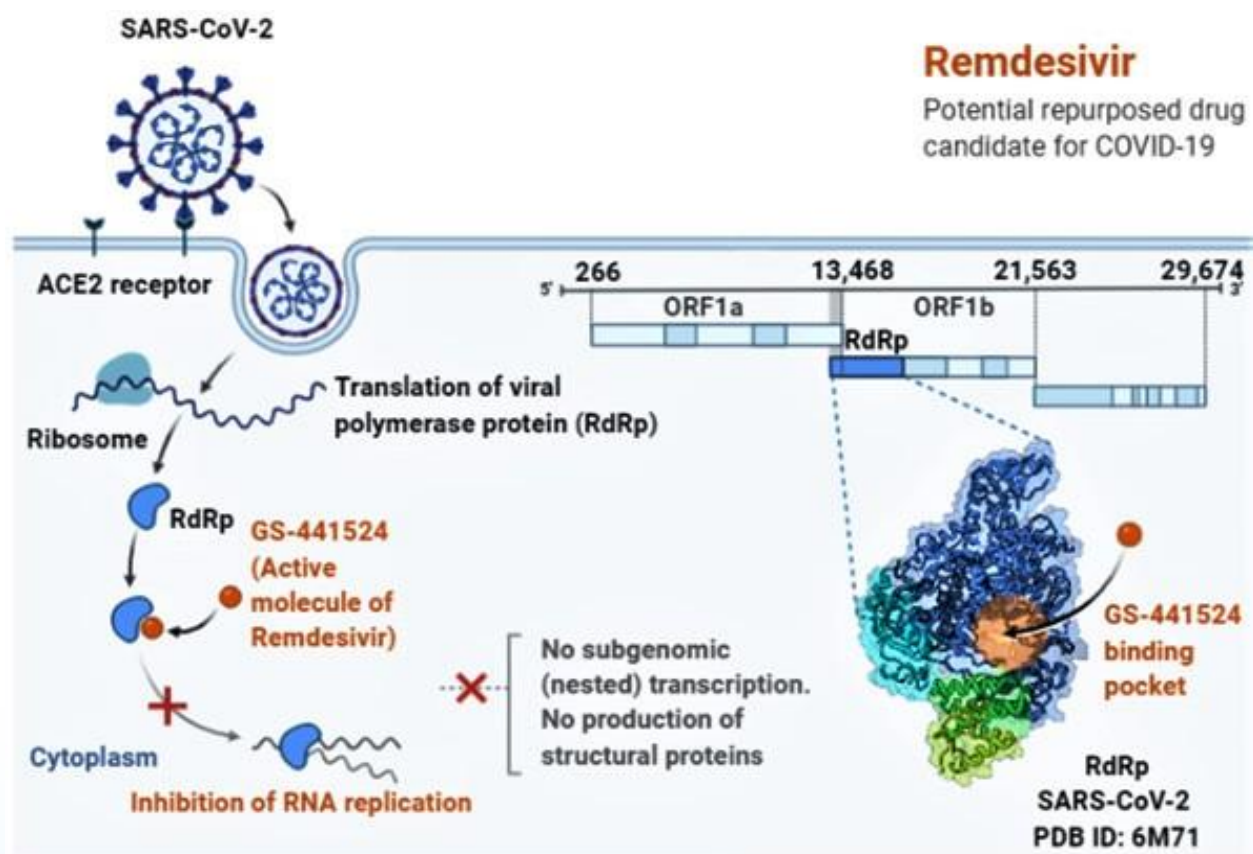 SARS-CoV-2
Remdesivir
Potential repurposed drug
candidate for COVID-19
ACE2 receptor
266
13,468
21,563
29,674
5'
3'
ORF1a
ORF1b
RdRp
Translation of viral
polymerase protein (RdRp)
Ribosome
RdRp
GS-441524
(Active
molecule of
Remdesivir)
No subgenomic
(nested) transcription.
No production of
structural proteins
GS-441524
binding
pocket
Cytoplasm
Inhibition of RNA replication
RdRp
SARS-CoV-2
PDB ID: 6M71